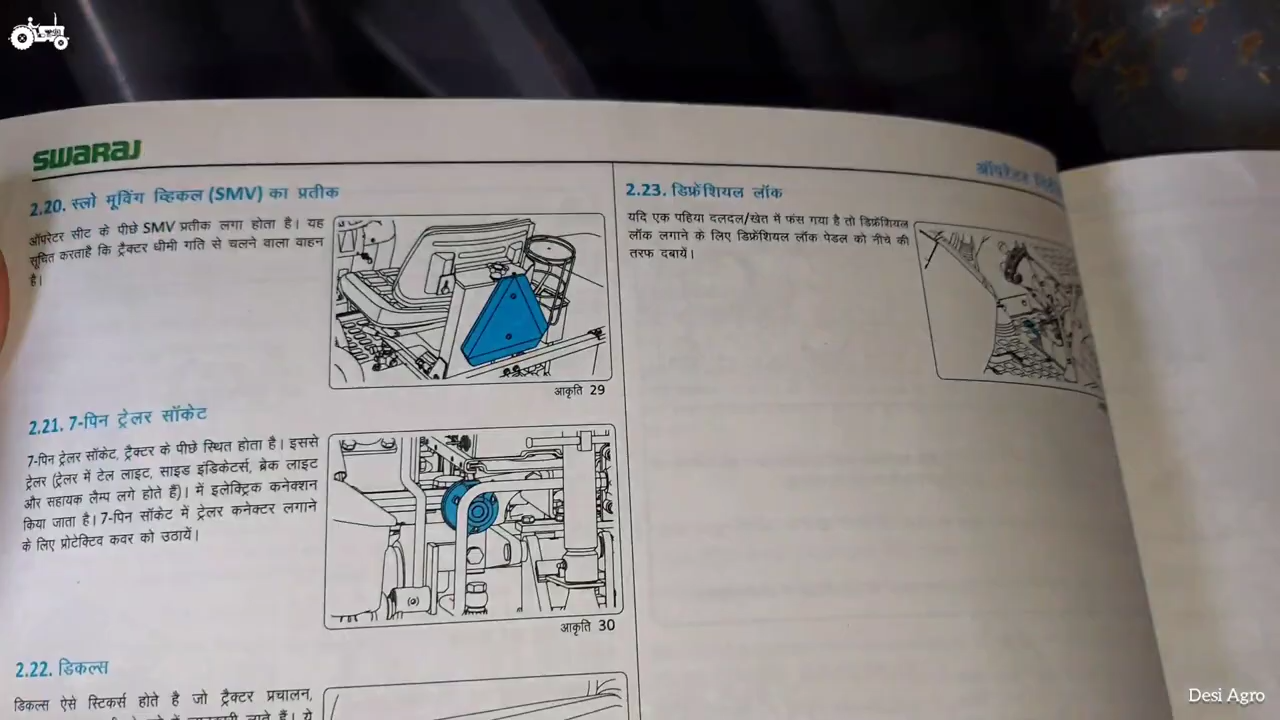 SWARAJ
2.20. स्लो मूविंग व्हिकल (SMV) का प्रतीक
ऑपरेटर सीट के पीछे SMV प्रतीक लगा होता है। यह
सूचित करताहै कि ट्रैक्टर धीमी गति से चलने वाला वाहन
है।
आकृति 29
2.21. 7-पिन ट्रेलर सॉकेट
7-पिन ट्रेलर सॉकेट, ट्रैक्टर के पीछे स्थित होता है। इससे
ट्रेलर (ट्रेलर में टेल लाइट, साइड इंडिकेटर्स, ब्रेक लाइट
और सहायक लैम्प लगे होते हैं)। में इलेक्ट्रिक कनेक्शन
किया जाता है। 7-पिन सॉकेट में ट्रेलर कनेक्टर लगाने
के लिए प्रोटेक्टिव कवर को उठायें।
आकृति 30
2.22. डिकल्स
डिकल्स ऐसे स्टिकर्स होते है जो ट्रैक्टर प्रचालन,
ऑपरेटर
2.23. डिफ्रेंशियल लॉक
यदि एक पहिया दलदल/खेत में फंस गया है तो डिफ्रेंशियल
लॉक लगाने के लिए डिफ्रेंशियल लॉक पेडल को नीचे की
तरफ दबायें।
Desi Agro